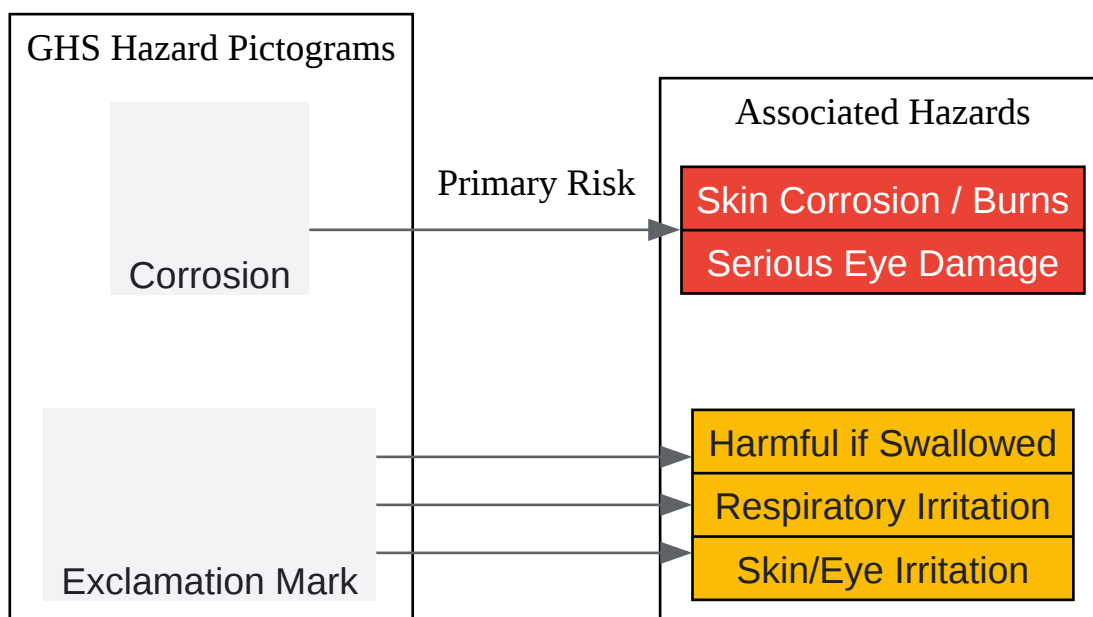 GHS Hazard Pictograms
Corrosion
Exclamation Mark
Primary Risk
Associated Hazards
Skin Corrosion / Burns
Serious Eye Damage
Harmful if Swallowed
Respiratory Irritation
Skin/Eye Irritation